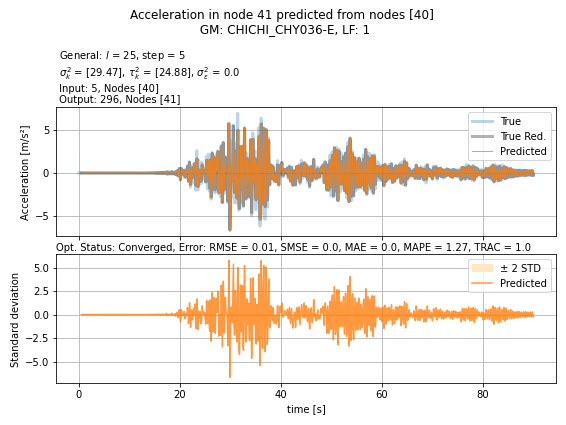 Acceleration in node 41 predicted from nodes [40]
GM: CHICHI_CHY036-E, LF: 1
General: l = 25, step = 5
σ²ₖ = [29.47], τ²ₖ = [24.88], σ²ε = 0.0
Input: 5, Nodes [40]
Output: 296, Nodes [41]
Acceleration [m/s²]
5
0
−5
True
True Red.
Predicted
Opt. Status: Converged, Error: RMSE = 0.01, SMSE = 0.0, MAE = 0.0, MAPE = 1.27, TRAC = 1.0
Standard deviation
5.0
2.5
0.0
−2.5
−5.0
± 2 STD
Predicted
0 20 40 60 80
time [s]